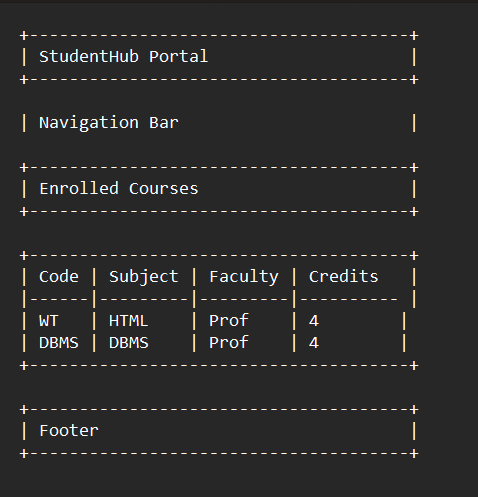 +--------------------------------------+
| StudentHub Portal                    |
+--------------------------------------+
| Navigation Bar                       |
+--------------------------------------+
| Enrolled Courses                     |
+--------------------------------------+
+--------------------------------------+
| Code | Subject | Faculty | Credits   |
|------|---------|---------|---------- |
| WT   | HTML    | Prof    | 4        |
| DBMS | DBMS    | Prof    | 4        |
+--------------------------------------+
+--------------------------------------+
| Footer                               |
+--------------------------------------+